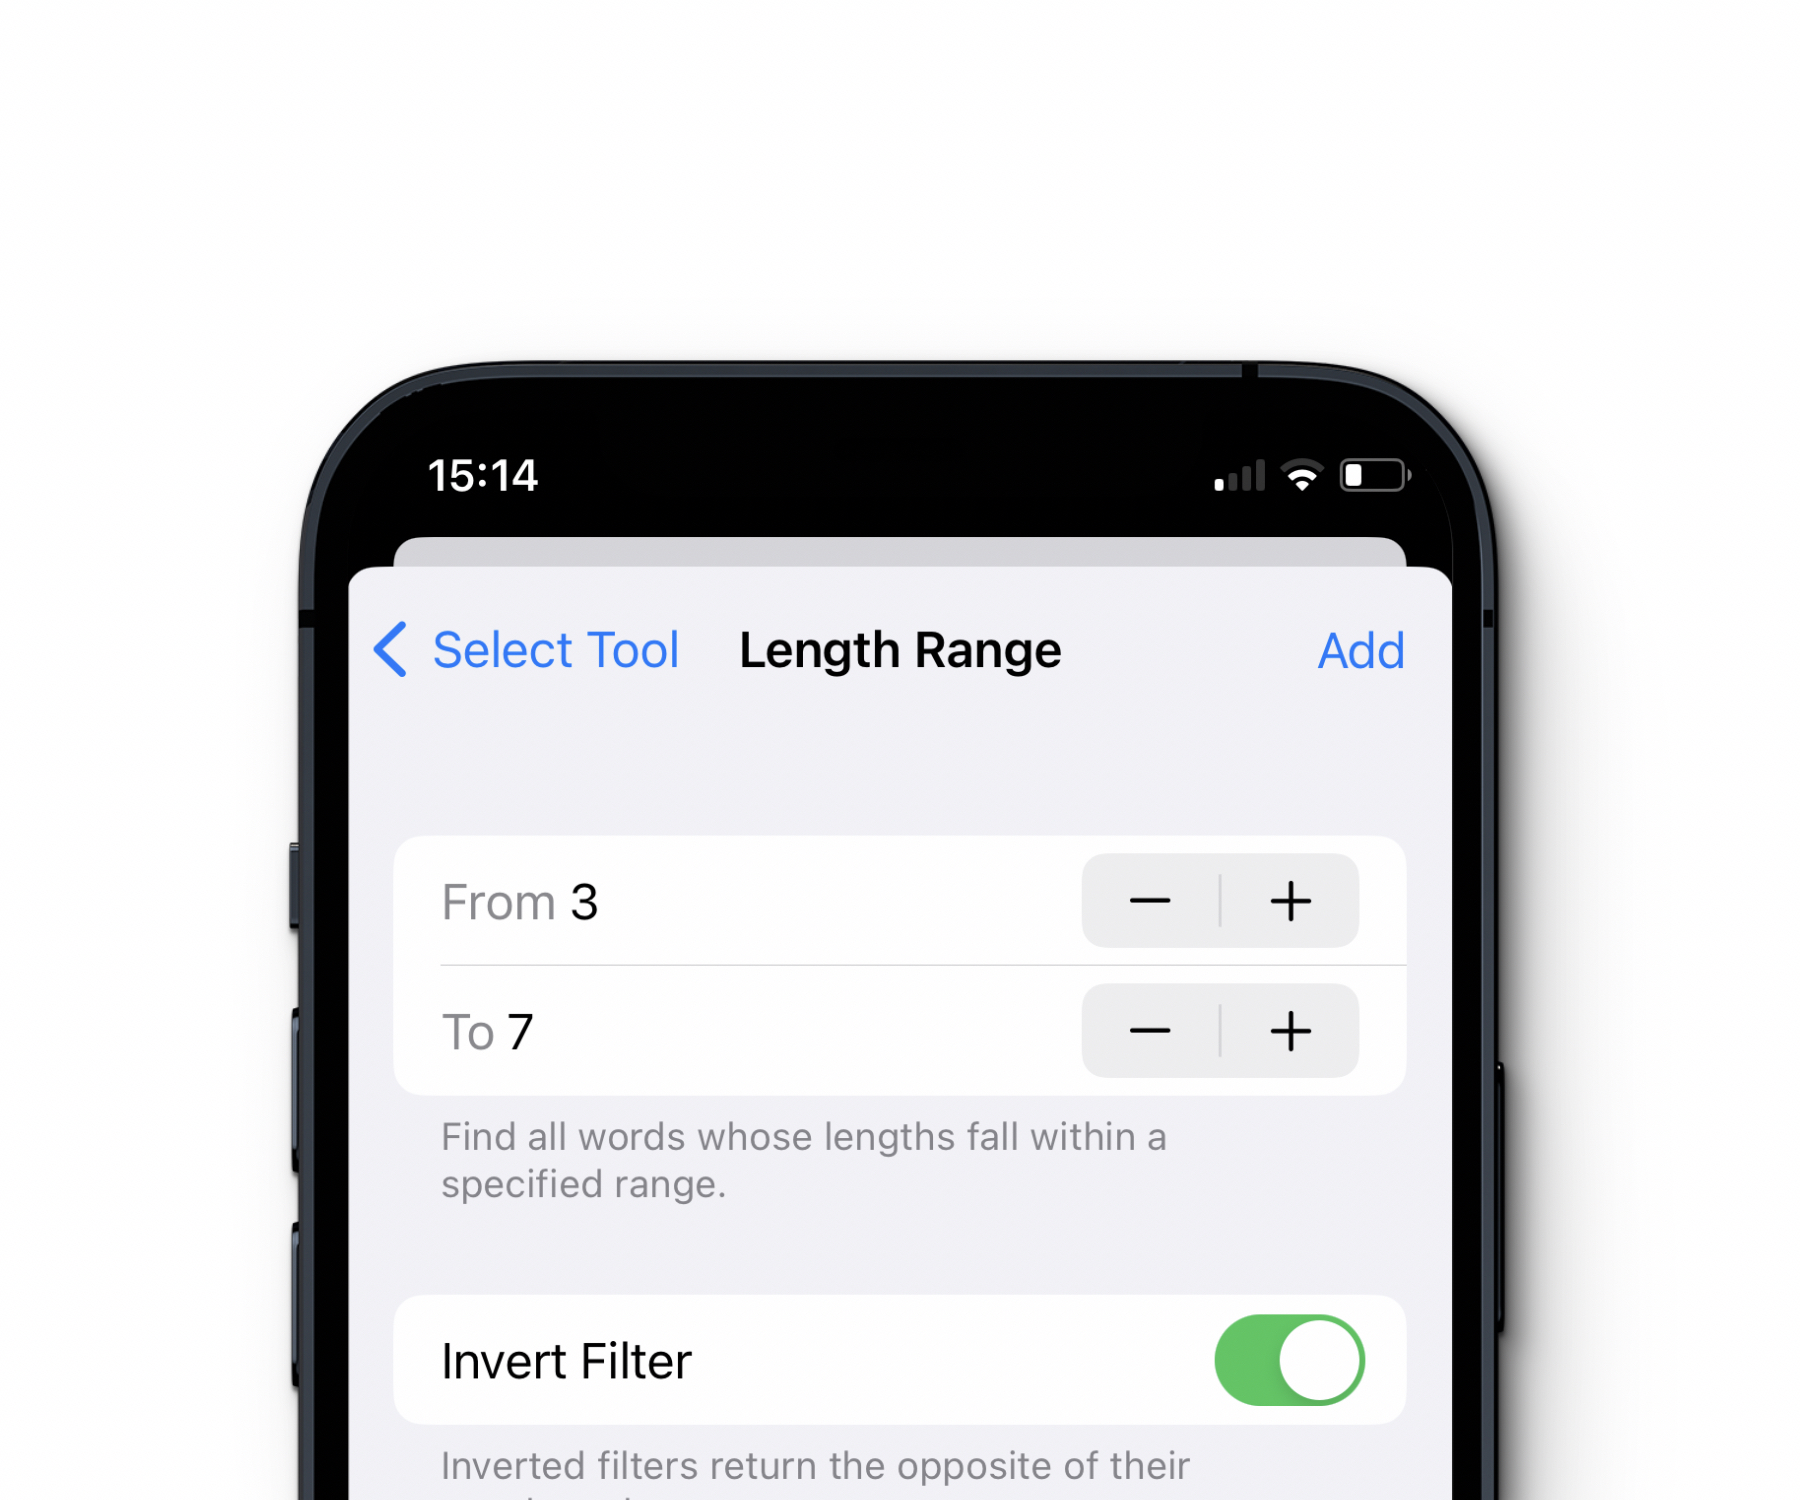 15:14
Select Tool Length Range Add
From 3
To 7
Find all words whose lengths fall within a
specified range.
Invert Filter
Inverted filters return the opposite of their